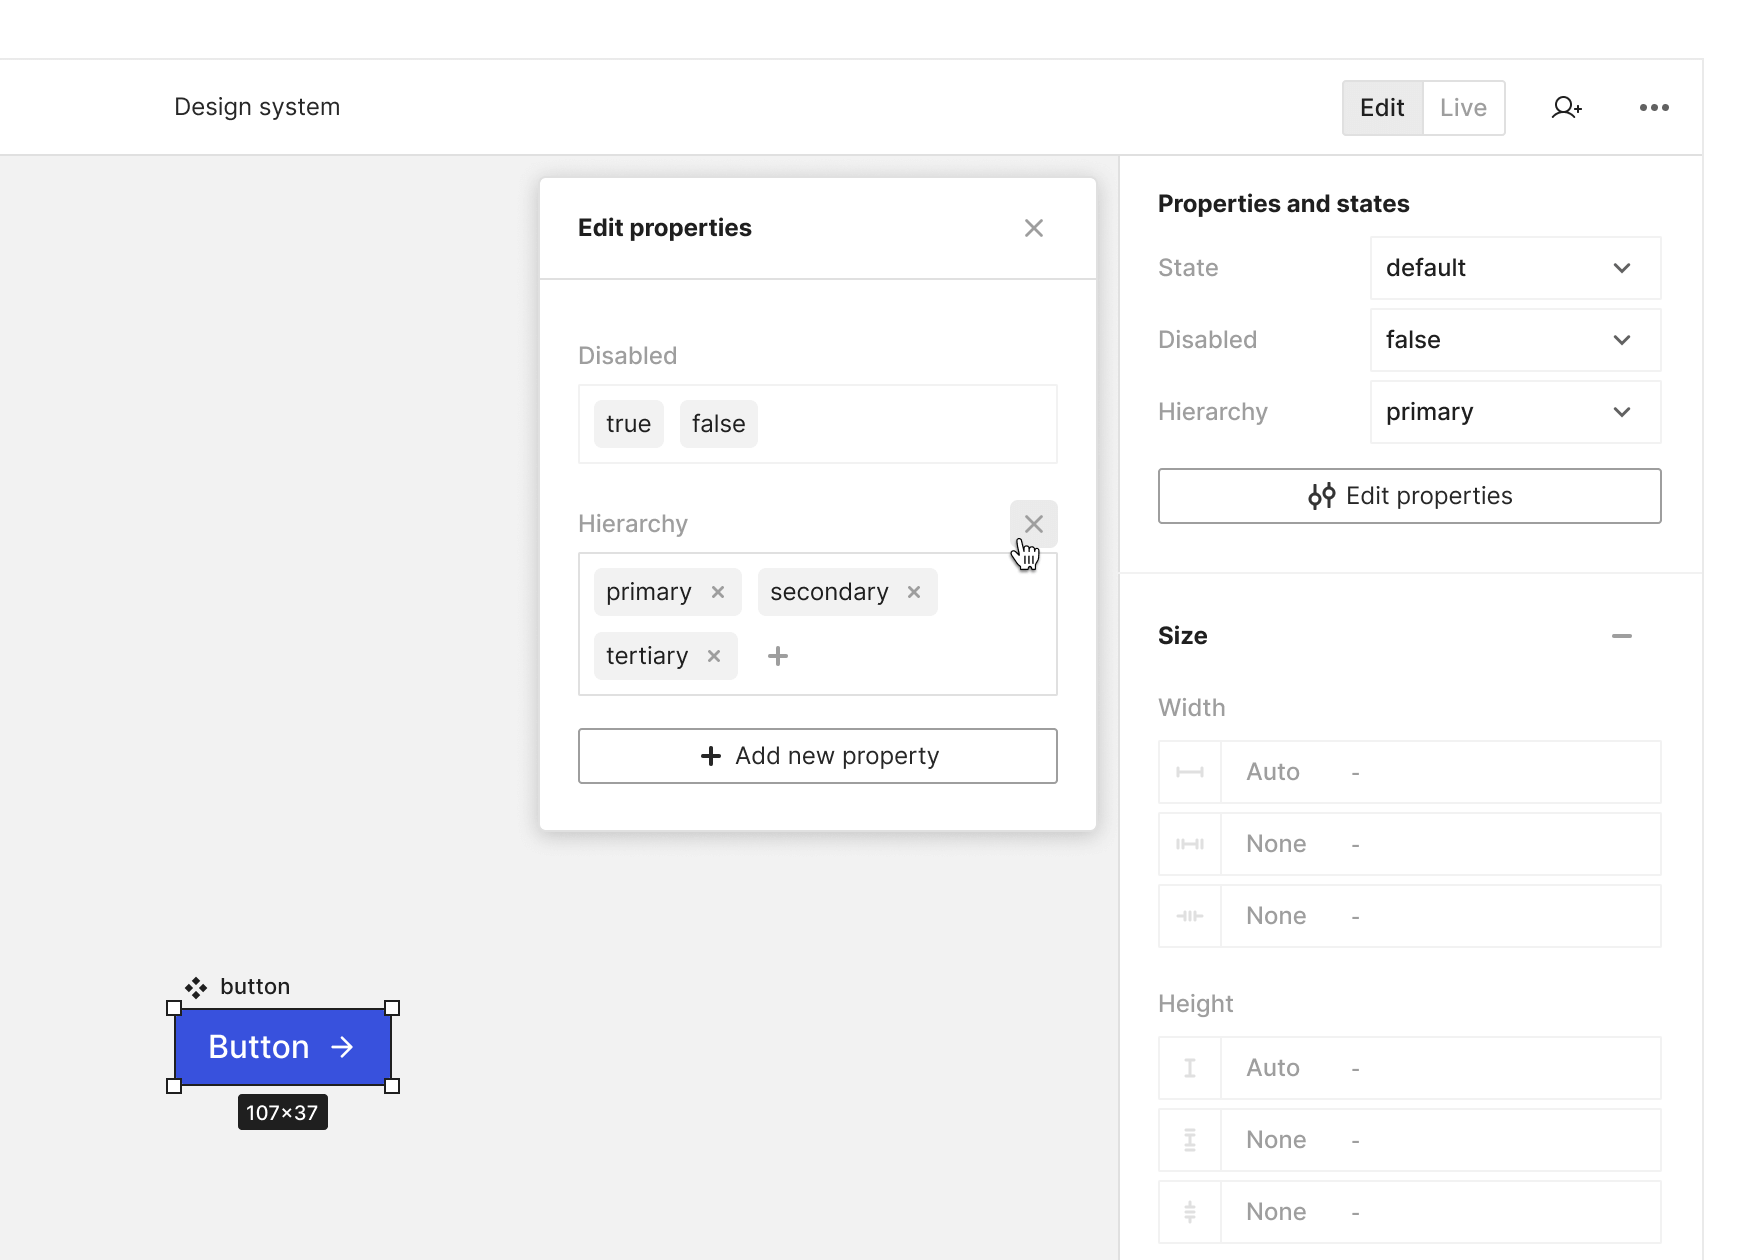 Design system
Edit
Live
Edit properties
Disabled
true
false
Hierarchy
primary
secondary
tertiary
Add new property
button
Button
107×37
Properties and states
State
default
Disabled
false
Hierarchy
primary
Edit properties
Size
Width
Auto -
None -
None -
Height
Auto -
None -
None -